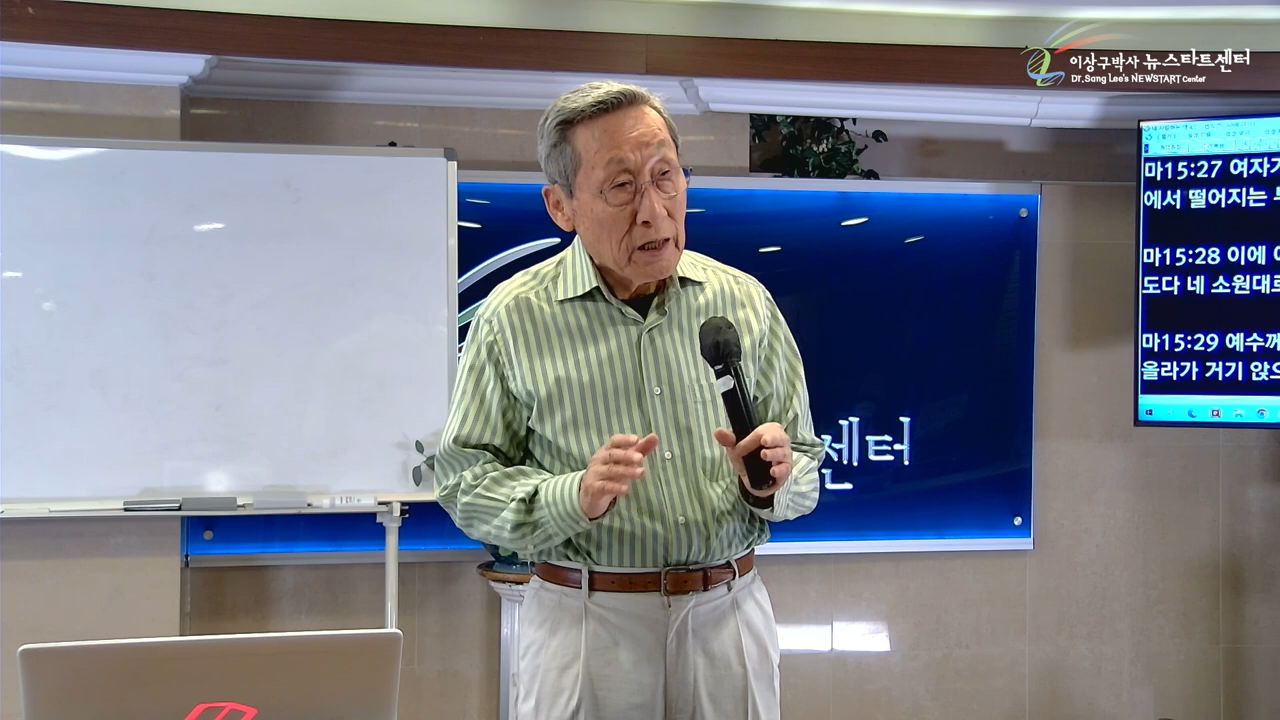 이상구박사 뉴스타트센터
Dr. Sang Lee's NEWSTART Center
마15:27 여자가
에서 떨어지는
마15:28 이에
도다 네 소원대로
마15:29 예수께
올라가 거기 앉으
센터